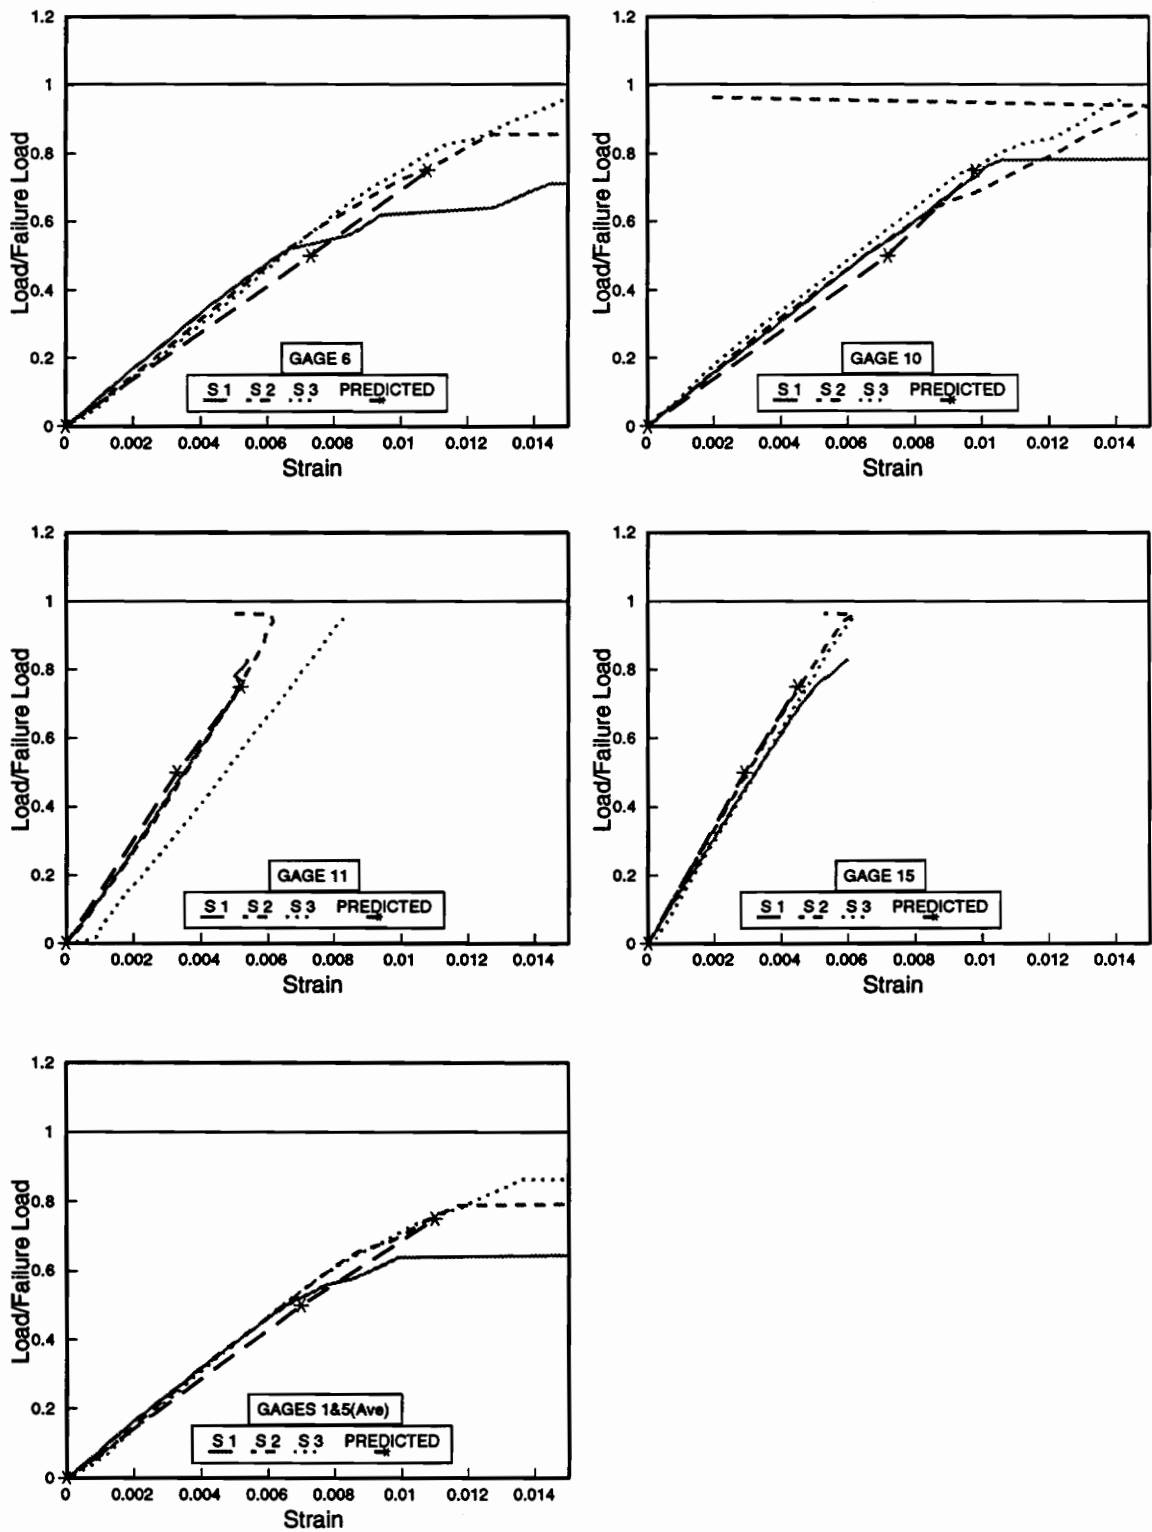 1.2
1
0.8
0.6
0.4
0.2
0
Load/Failure Load
GAGE 6
S 1 S 2 S 3 PREDICTED
0 0.002 0.004 0.006 0.008 0.01 0.012 0.014
Strain
1.2
1
0.8
0.6
0.4
0.2
0
Load/Failure Load
GAGE 10
S 1 S 2 S 3 PREDICTED
0 0.002 0.004 0.006 0.008 0.01 0.012 0.014
Strain
1.2
1
0.8
0.6
0.4
0.2
0
Load/Failure Load
GAGE 11
S 1 S 2 S 3 PREDICTED
0 0.002 0.004 0.006 0.008 0.01 0.012 0.014
Strain
1.2
1
0.8
0.6
0.4
0.2
0
Load/Failure Load
GAGE 15
S 1 S 2 S 3 PREDICTED
0 0.002 0.004 0.006 0.008 0.01 0.012 0.014
Strain
1.2
1
0.8
0.6
0.4
0.2
0
Load/Failure Load
GAGES 1&5(Ave)
S 1 S 2 S 3 PREDICTED
0 0.002 0.004 0.006 0.008 0.01 0.012 0.014
Strain